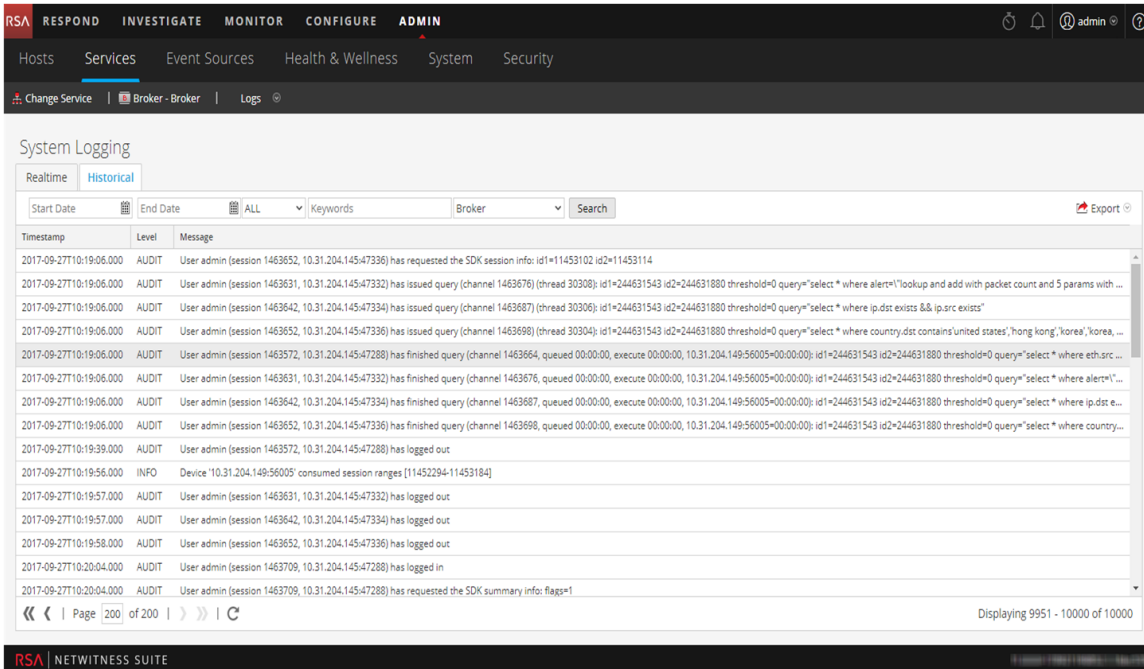 RSA RESPOND INVESTIGATE MONITOR CONFIGURE ADMIN admin
Hosts Services Event Sources Health & Wellness System Security
Change Service | Broker - Broker | Logs
System Logging
Realtime Historical
Start Date End Date ALL Keywords Broker Search Export
Timestamp Level Message
2017-09-27T10:19:06.000 AUDIT User admin (session 1463652, 10.31.204.145:47336) has requested the SDK session info: id1=11453102 id2=11453114
2017-09-27T10:19:06.000 AUDIT User admin (session 1463631, 10.31.204.145:47332) has issued query (channel 1463676) (thread 30308): id1=244631543 id2=244631880 threshold=0 query="select * where alert=\"lookup and add with packet count and 5 params with ...
2017-09-27T10:19:06.000 AUDIT User admin (session 1463642, 10.31.204.145:47334) has issued query (channel 1463687) (thread 30306): id1=244631543 id2=244631880 threshold=0 query="select * where ip.dst exists && ip.src exists"
2017-09-27T10:19:06.000 AUDIT User admin (session 1463652, 10.31.204.145:47336) has issued query (channel 1463698) (thread 30304): id1=244631543 id2=244631880 threshold=0 query="select * where country.dst contains'united states','hong kong','korea','korea, ...
2017-09-27T10:19:06.000 AUDIT User admin (session 1463572, 10.31.204.145:47288) has finished query (channel 1463664, queued 00:00:00, execute 00:00:00, 10.31.204.149:56005=00:00:00): id1=244631543 id2=244631880 threshold=0 query="select * where eth.src ...
2017-09-27T10:19:06.000 AUDIT User admin (session 1463631, 10.31.204.145:47332) has finished query (channel 1463676, queued 00:00:00, execute 00:00:00, 10.31.204.149:56005=00:00:00): id1=244631543 id2=244631880 threshold=0 query="select * where alert=\"...
2017-09-27T10:19:06.000 AUDIT User admin (session 1463642, 10.31.204.145:47334) has finished query (channel 1463687, queued 00:00:00, execute 00:00:00, 10.31.204.149:56005=00:00:00): id1=244631543 id2=244631880 threshold=0 query="select * where ip.dst e...
2017-09-27T10:19:06.000 AUDIT User admin (session 1463652, 10.31.204.145:47336) has finished query (channel 1463698, queued 00:00:00, execute 00:00:00, 10.31.204.149:56005=00:00:00): id1=244631543 id2=244631880 threshold=0 query="select * where country...
2017-09-27T10:19:39.000 AUDIT User admin (session 1463572, 10.31.204.145:47288) has logged out
2017-09-27T10:19:56.000 INFO Device '10.31.204.149:56005' consumed session ranges [11452294-11453184]
2017-09-27T10:19:57.000 AUDIT User admin (session 1463631, 10.31.204.145:47332) has logged out
2017-09-27T10:19:57.000 AUDIT User admin (session 1463642, 10.31.204.145:47334) has logged out
2017-09-27T10:19:58.000 AUDIT User admin (session 1463652, 10.31.204.145:47336) has logged out
2017-09-27T10:20:04.000 AUDIT User admin (session 1463709, 10.31.204.145:47288) has logged in
2017-09-27T10:20:04.000 AUDIT User admin (session 1463709, 10.31.204.145:47288) has requested the SDK summary info: flags=1
Page 200 of 200 Displaying 9951 - 10000 of 10000
RSA | NETWITNESS SUITE